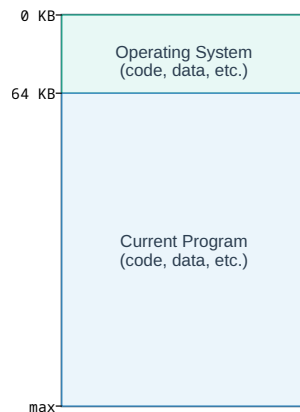 0 KB
Operating System
(code, data, etc.)
64 KB
Current Program
(code, data, etc.)
max